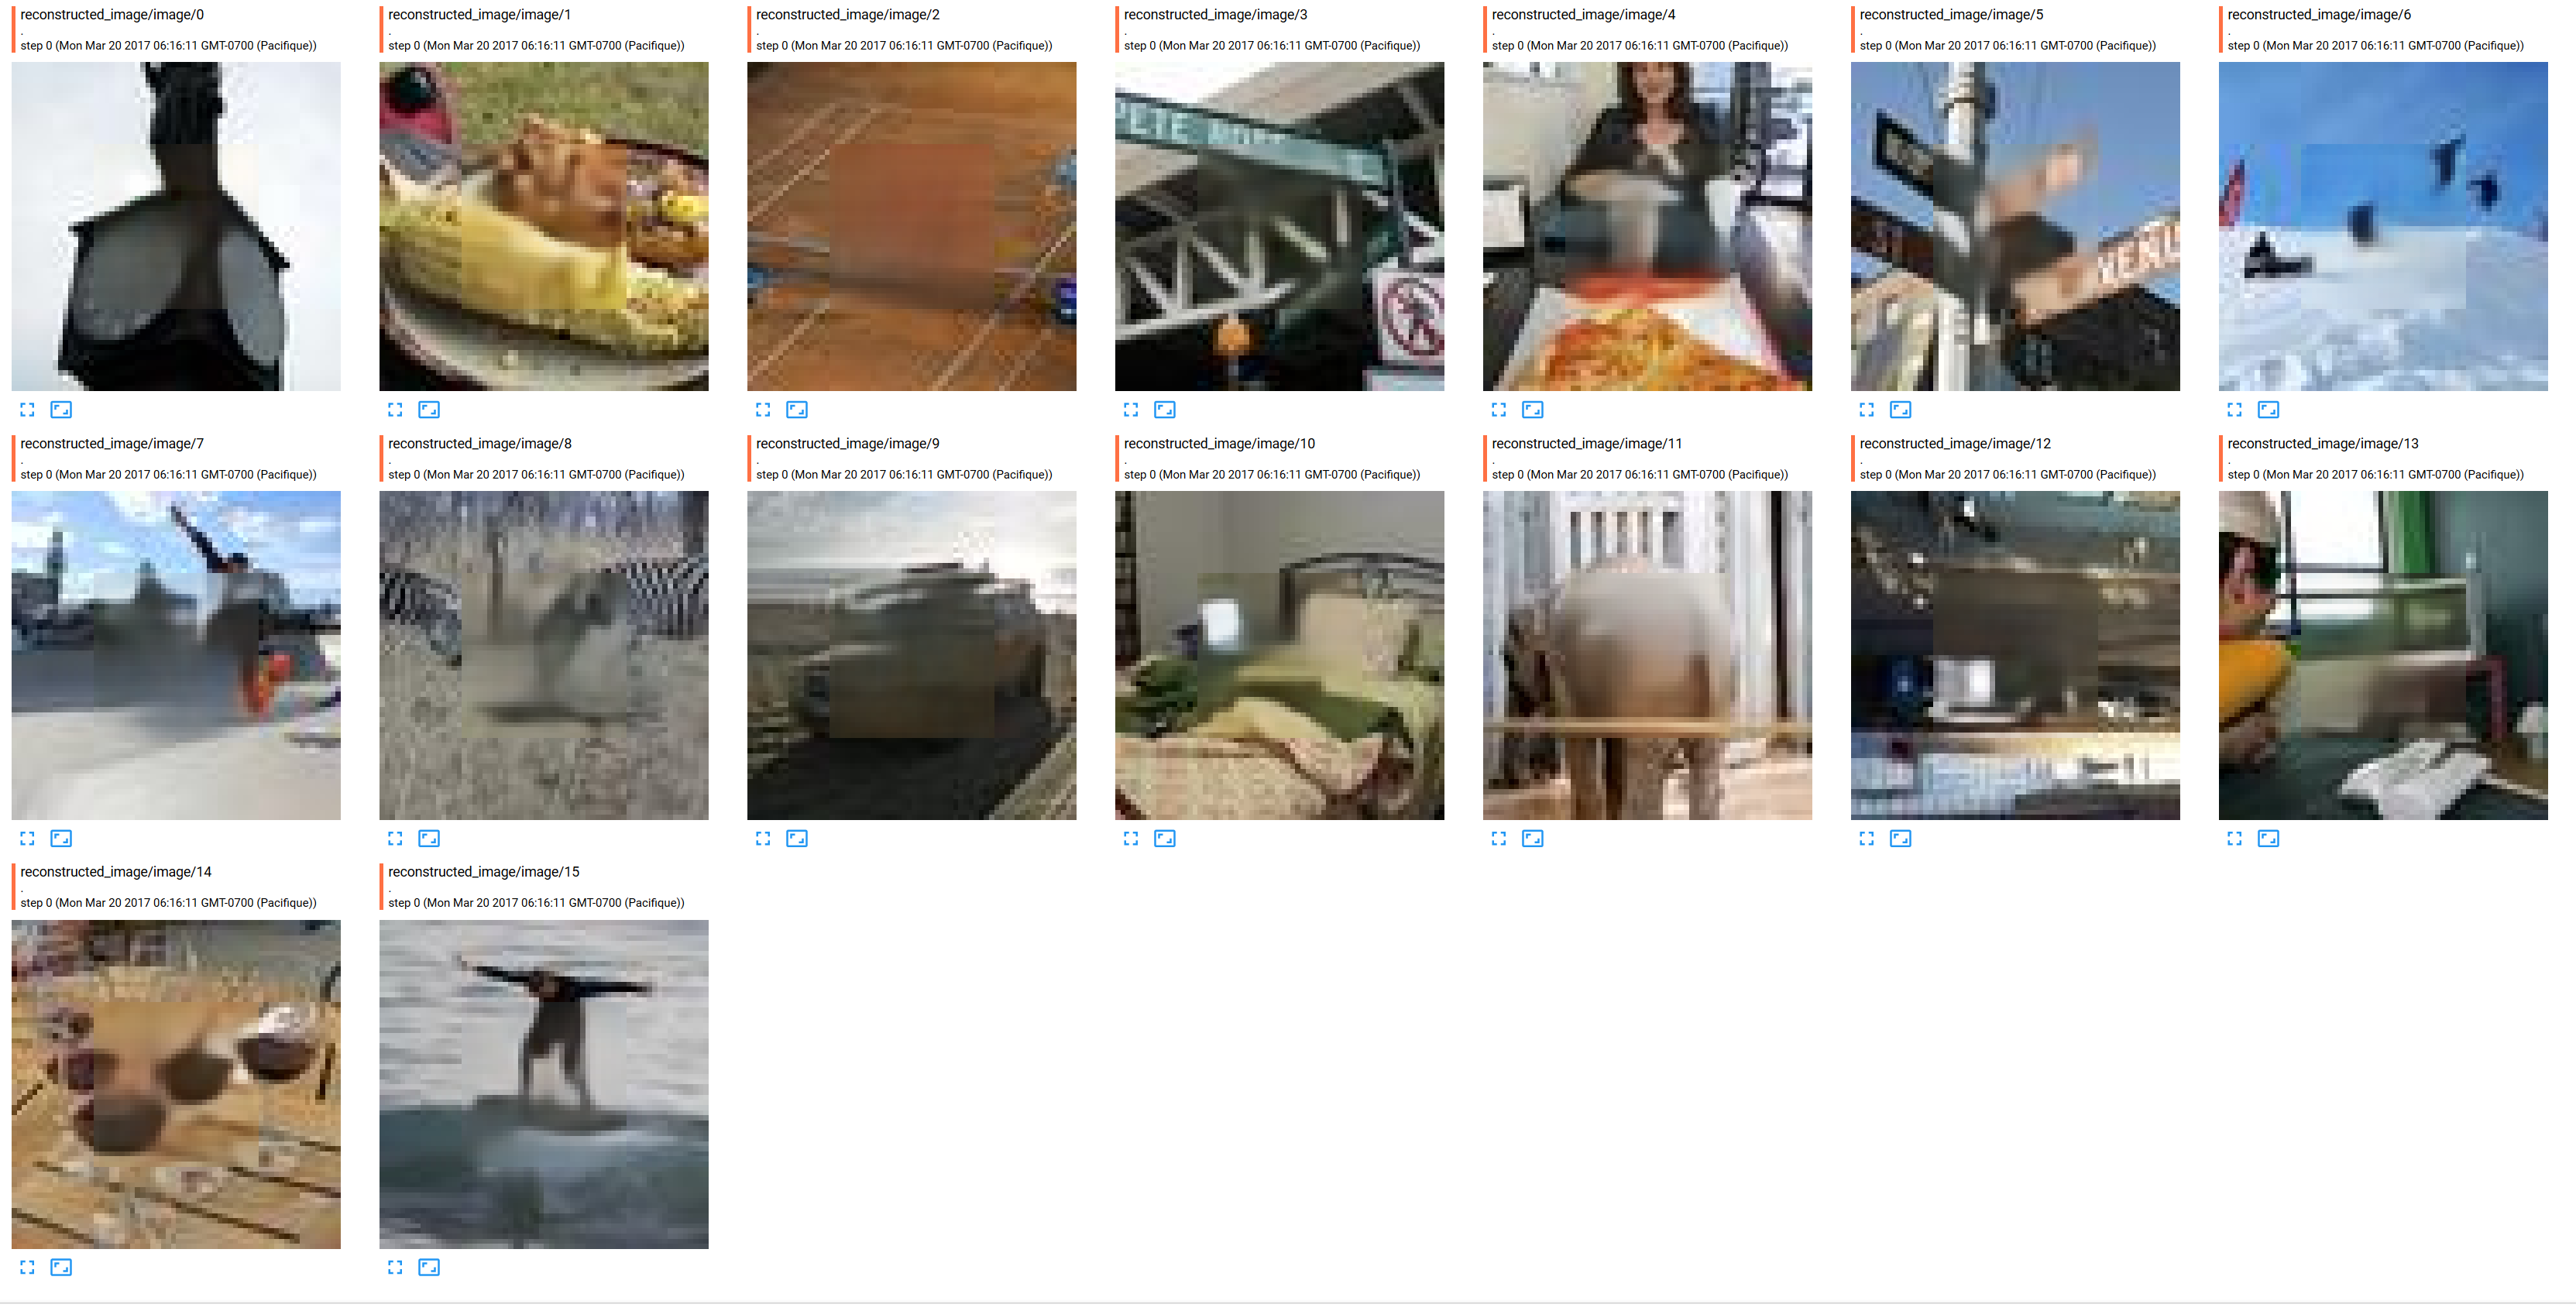 reconstructed_image/image/0
.
step 0 (Mon Mar 20 2017 06:16:11 GMT-0700 (Pacifique))
reconstructed_image/image/1
.
step 0 (Mon Mar 20 2017 06:16:11 GMT-0700 (Pacifique))
reconstructed_image/image/2
.
step 0 (Mon Mar 20 2017 06:16:11 GMT-0700 (Pacifique))
reconstructed_image/image/3
.
step 0 (Mon Mar 20 2017 06:16:11 GMT-0700 (Pacifique))
reconstructed_image/image/4
.
step 0 (Mon Mar 20 2017 06:16:11 GMT-0700 (Pacifique))
reconstructed_image/image/5
.
step 0 (Mon Mar 20 2017 06:16:11 GMT-0700 (Pacifique))
reconstructed_image/image/6
.
step 0 (Mon Mar 20 2017 06:16:11 GMT-0700 (Pacifique))
reconstructed_image/image/7
.
step 0 (Mon Mar 20 2017 06:16:11 GMT-0700 (Pacifique))
reconstructed_image/image/8
.
step 0 (Mon Mar 20 2017 06:16:11 GMT-0700 (Pacifique))
reconstructed_image/image/9
.
step 0 (Mon Mar 20 2017 06:16:11 GMT-0700 (Pacifique))
reconstructed_image/image/10
.
step 0 (Mon Mar 20 2017 06:16:11 GMT-0700 (Pacifique))
reconstructed_image/image/11
.
step 0 (Mon Mar 20 2017 06:16:11 GMT-0700 (Pacifique))
reconstructed_image/image/12
.
step 0 (Mon Mar 20 2017 06:16:11 GMT-0700 (Pacifique))
reconstructed_image/image/13
.
step 0 (Mon Mar 20 2017 06:16:11 GMT-0700 (Pacifique))
reconstructed_image/image/14
.
step 0 (Mon Mar 20 2017 06:16:11 GMT-0700 (Pacifique))
reconstructed_image/image/15
.
step 0 (Mon Mar 20 2017 06:16:11 GMT-0700 (Pacifique))